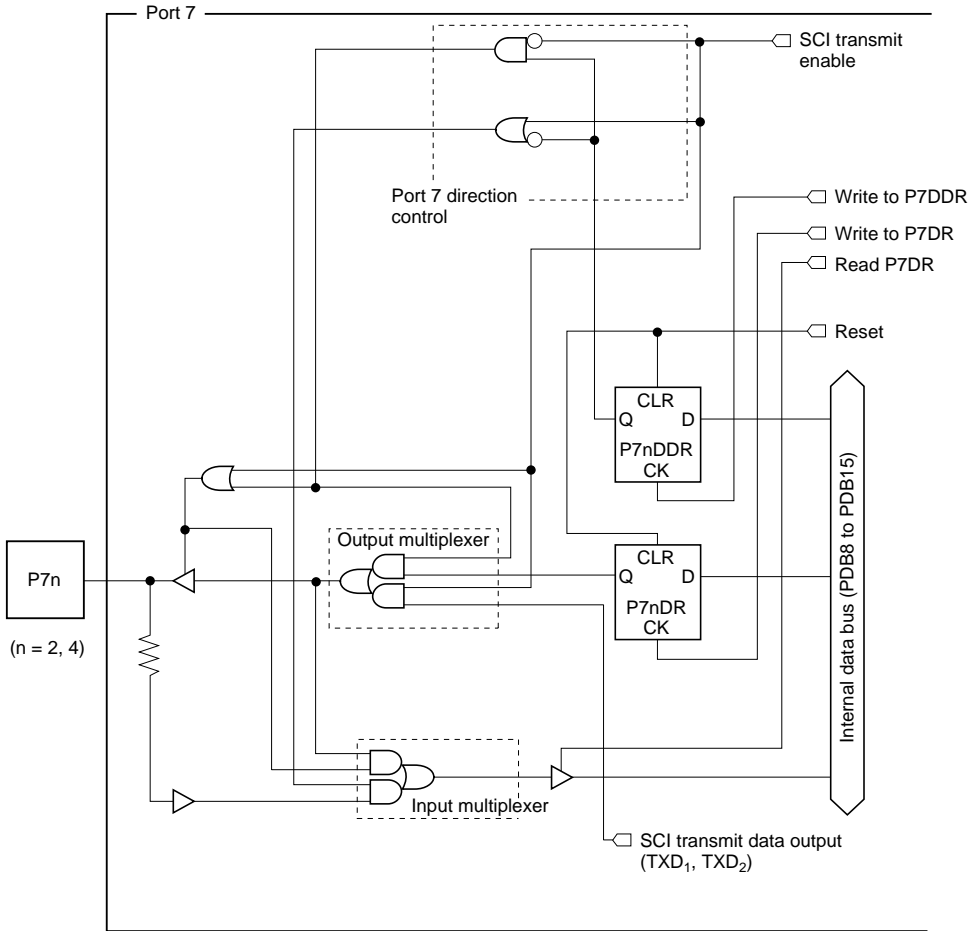 Port 7
SCI transmit
enable
Port 7 direction
control
Write to P7DDR
Write to P7DR
Read P7DR
Reset
CLR
Q D
P7nDDR
CK
Output multiplexer
CLR
Q D
P7nDR
CK
P7n
(n = 2, 4)
Internal data bus (PDB8 to PDB15)
Input multiplexer
SCI transmit data output
(TXD₁, TXD₂)